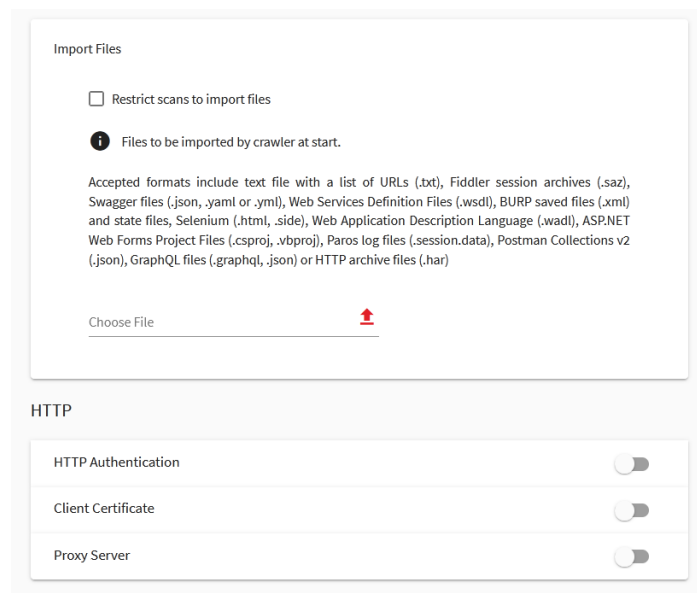 Import Files
Restrict scans to import files
Files to be imported by crawler at start.
Accepted formats include text file with a list of URLs (.txt), Fiddler session archives (.saz),
Swagger files (.json, .yaml or .yml), Web Services Definition Files (.wsdl), BURP saved files (.xml)
and state files, Selenium (.html, .side), Web Application Description Language (.wadl), ASP.NET
Web Forms Project Files (.csproj, .vbproj), Paros log files (.session.data), Postman Collections v2
(.json), GraphQL files (.graphql, .json) or HTTP archive files (.har)
Choose File
HTTP
HTTP Authentication
Client Certificate
Proxy Server